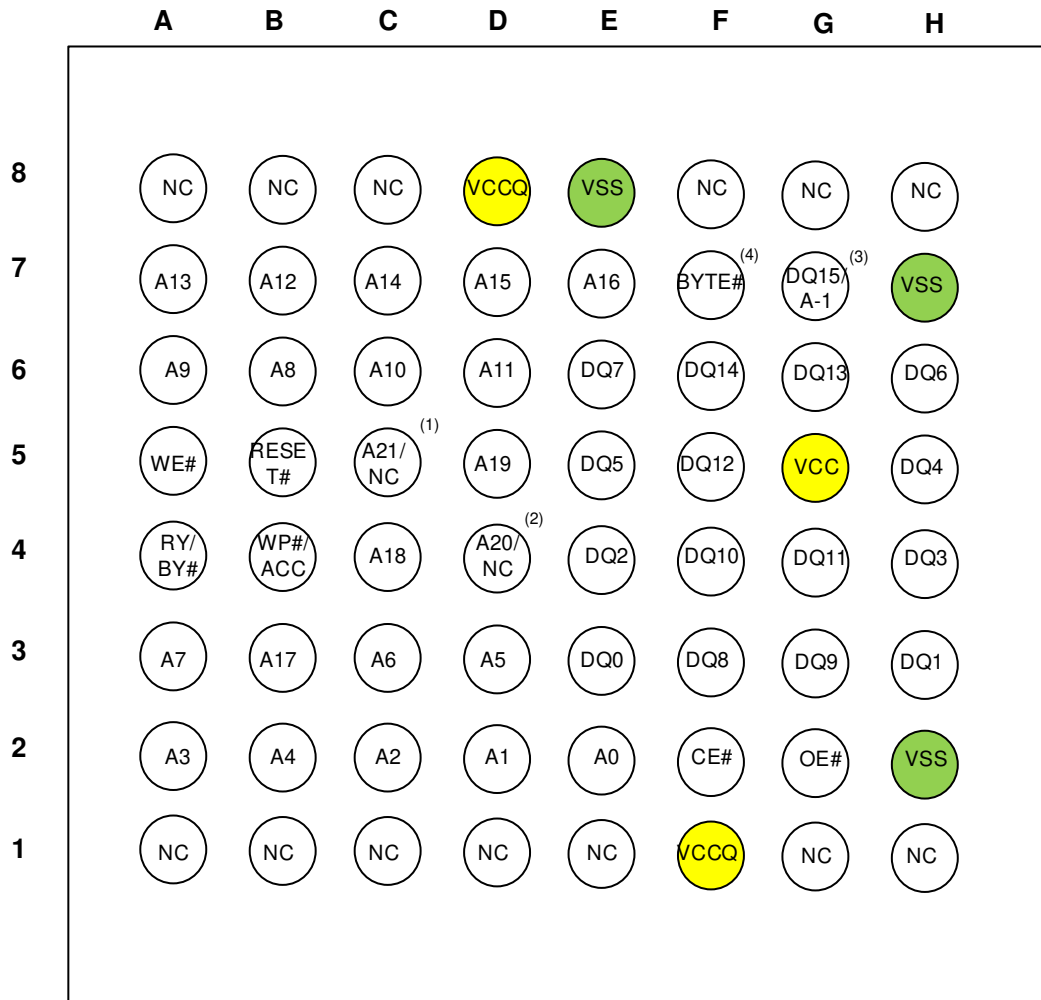 A B C D E F G H
8 NC NC NC VCCQ VSS NC NC NC
7 A13 A12 A14 A15 A16 BYTE# (4) DQ15/ A-1 (3) VSS
6 A9 A8 A10 A11 DQ7 DQ14 DQ13 DQ6
5 WE# RESE T# A21/ NC (1) A19 DQ5 DQ12 VCC DQ4
4 RY/ BY# WP#/ ACC A18 A20/ NC (2) DQ2 DQ10 DQ11 DQ3
3 A7 A17 A6 A5 DQ0 DQ8 DQ9 DQ1
2 A3 A4 A2 A1 A0 CE# OE# VSS
1 NC NC NC NC NC VCCQ NC NC